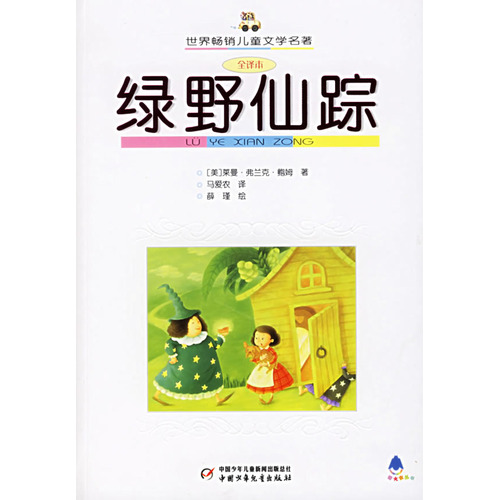 世界畅销儿童文学名著
全译本
绿野仙踪
LÜ YE XIAN ZONG
[美]莱曼·弗兰克·鲍姆 著
马爱农 译
薛瑾 绘
中国少年儿童新闻出版总社
中国少年儿童出版社